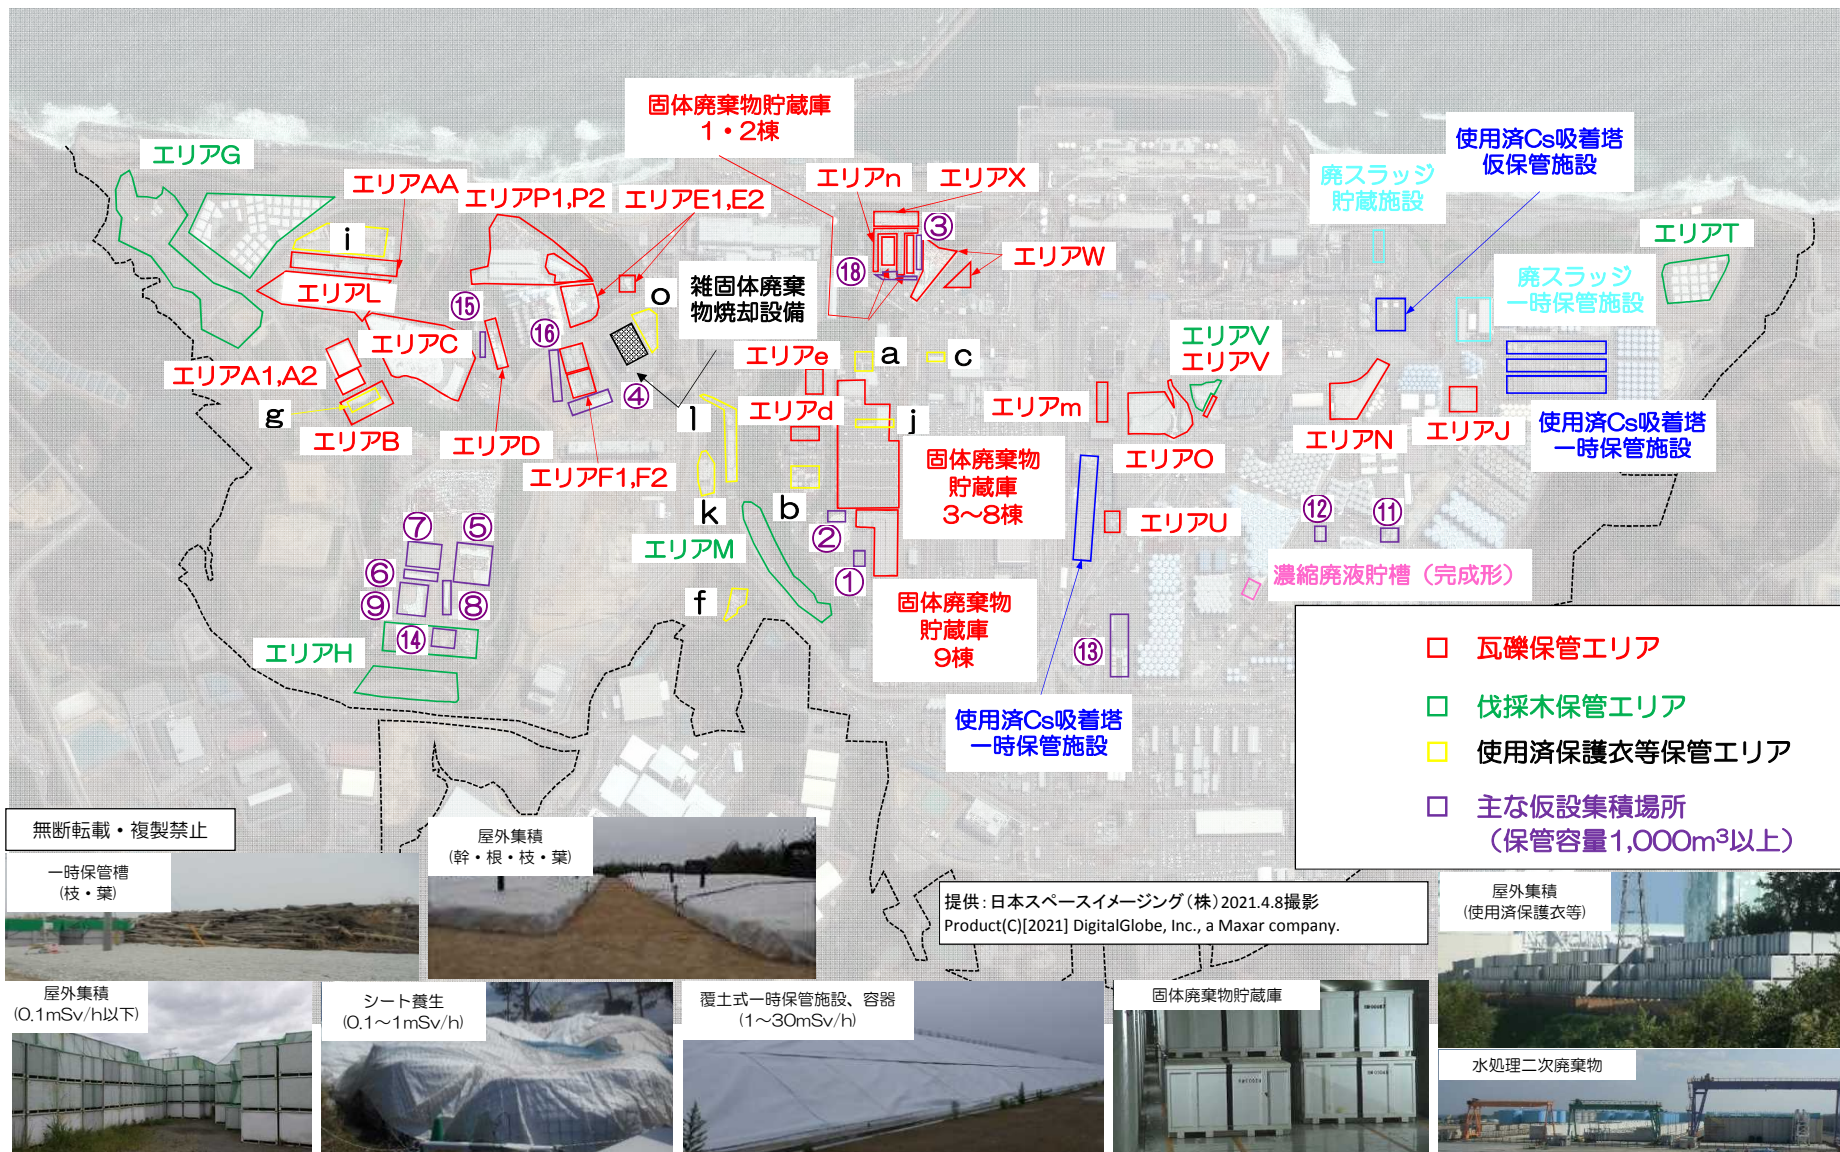 固体廃棄物貯蔵庫
1・2棟
使用済Cs吸着塔
仮保管施設
エリアG
エリアAA
エリアP1,P2
エリアE1,E2
エリアn
エリアX
廃スラッジ
貯蔵施設
i
③
エリアW
エリアT
エリアL
⑮
⑯
o
雑固体廃棄
物焼却設備
⑱
廃スラッジ
一時保管施設
エリアC
エリアA1,A2
④
エリアe
a
c
エリアV
エリアV
g
エリアB
エリアD
エリアF1,F2
l
エリアd
j
エリアm
エリアO
エリアN
エリアJ
使用済Cs吸着塔
一時保管施設
固体廃棄物
貯蔵庫
3～8棟
k
b
②
エリアU
⑫
⑪
⑦
⑤
エリアM
⑥
①
濃縮廃液貯槽（完成形）
⑨
⑧
f
固体廃棄物
貯蔵庫
9棟
⑭
エリアH
⑬
使用済Cs吸着塔
一時保管施設
瓦礫保管エリア
伐採木保管エリア
使用済保護衣等保管エリア
主な仮設集積場所
（保管容量1,000m³以上）
無断転載・複製禁止
一時保管槽
(枝・葉)
屋外集積
(幹・根・枝・葉)
提供：日本スペースイメージング（株）2021.4.8撮影
Product(C)[2021] DigitalGlobe, Inc., a Maxar company.
屋外集積
(使用済保護衣等)
屋外集積
(0.1mSv/h以下)
シート養生
(0.1～1mSv/h)
覆土式一時保管施設、容器
(1～30mSv/h)
固体廃棄物貯蔵庫
水処理二次廃棄物